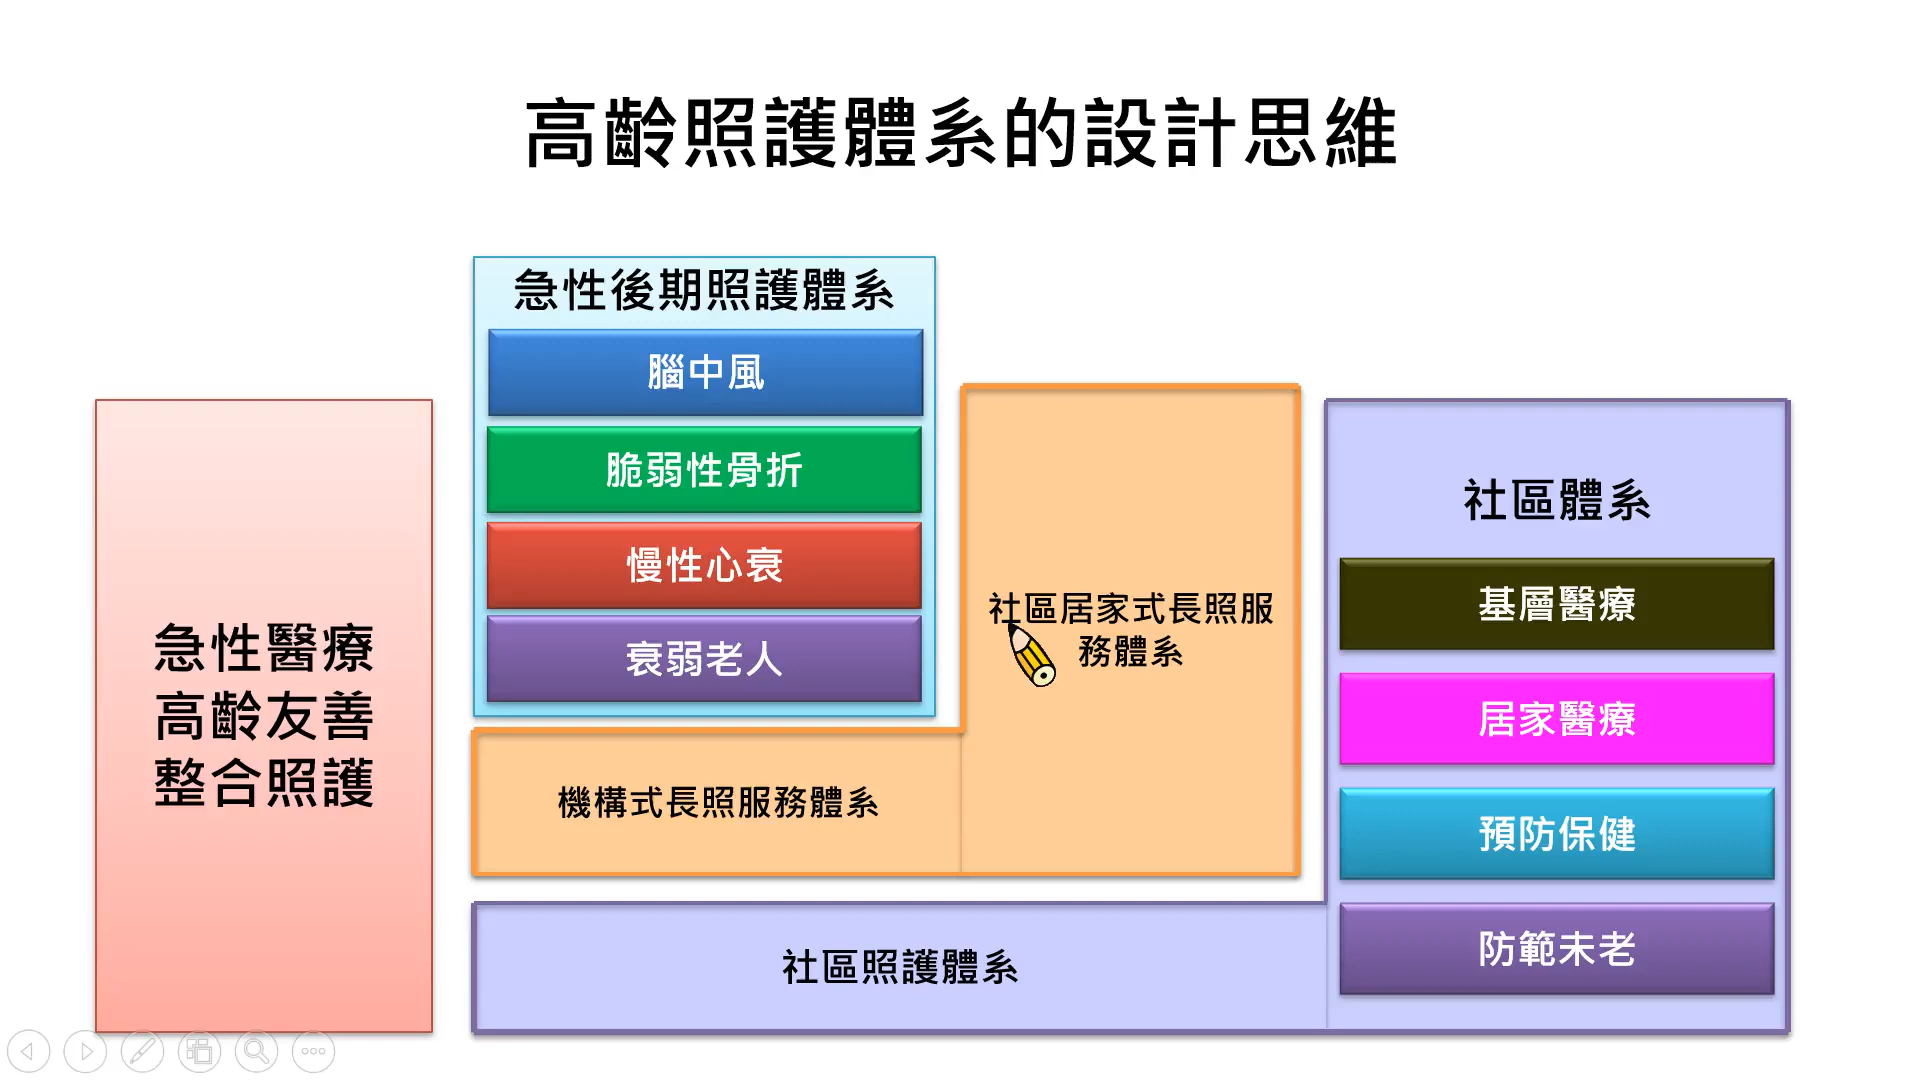 高齡照護體系的設計思維
急性醫療
高齡友善
整合照護
急性後期照護體系
腦中風
脆弱性骨折
慢性心衰
衰弱老人
機構式長照服務體系
社區居家式長照服
務體系
社區照護體系
社區體系
基層醫療
居家醫療
預防保健
防範未老